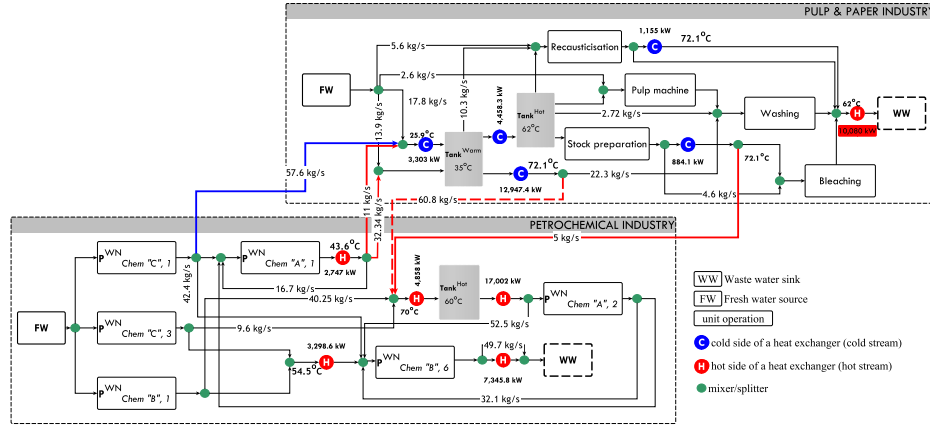 PULP & PAPER INDUSTRY
1,155 kW
72.1°C
5.6 kg/s
Recausticisation
C
2.6 kg/s
FW
17.8 kg/s
10.3 kg/s
4,458.3 kW
Pulp machine
62°C
H
WW
10,080 kW
13.9 kg/s
25.9°C
C
3,303 kW
Tank Warm
35°C
C
Tank Hot
62°C
2.72 kg/s
Washing
Stock preparation
C
884.1 kW
72.1°C
57.6 kg/s
72.1°C
C
12,947.4 kW
22.3 kg/s
4.6 kg/s
Bleaching
11 kg/s
32.34 kg/s
60.8 kg/s
PETROCHEMICAL INDUSTRY
5 kg/s
P WN
Chem "C", 1
P WN
Chem "A", 1
43.6°C
H
2,747 kW
42.4 kg/s
16.7 kg/s
40.25 kg/s
4,858 kW
H
70°C
Tank Hot
60°C
17,002 kW
H
P WN
Chem "A", 2
FW
P WN
Chem "C", 3
9.6 kg/s
52.5 kg/s
3,298.6 kW
H
54.5°C
P WN
Chem "B", 6
49.7 kg/s
H
7,345.8 kW
WW
P WN
Chem "B", 1
32.1 kg/s
WW Waste water sink
FW Fresh water source
unit operation
C cold side of a heat exchanger (cold stream)
H hot side of a heat exchanger (hot stream)
mixer/splitter